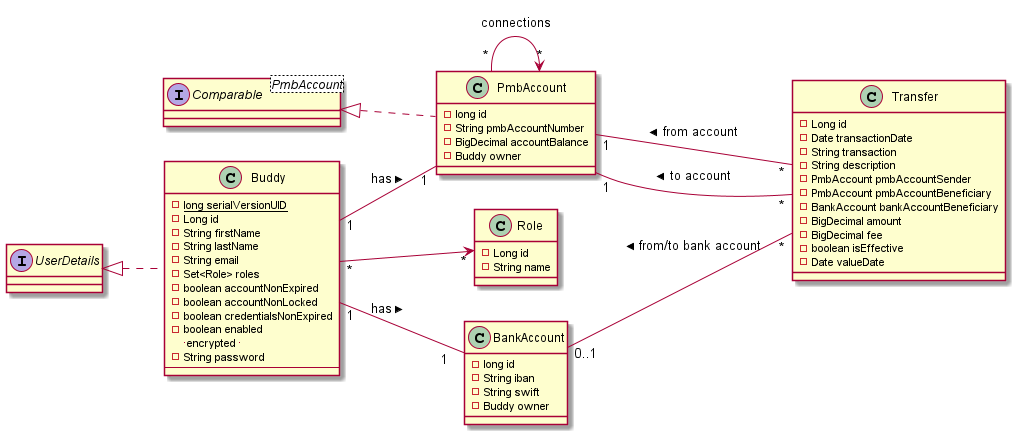 connections
*
*
C PmbAccount
long id
String pmbAccountNumber
BigDecimal accountBalance
Buddy owner
I Comparable
PmbAccount
C Transfer
Long id
Date transactionDate
String transaction
String description
PmbAccount pmbAccountSender
PmbAccount pmbAccountBeneficiary
BankAccount bankAccountBeneficiary
BigDecimal amount
BigDecimal fee
boolean isEffective
Date valueDate
◄ from account
1
*
◄ to account
1
*
◄ from/to bank account
*
0..1
C Buddy
long serialVersionUID
Long id
String firstName
String lastName
String email
Set<Role> roles
boolean accountNonExpired
boolean accountNonLocked
boolean credentialsNonExpired
boolean enabled
·encrypted ·
String password
has ►
1
1
C Role
Long id
String name
*
*
I UserDetails
has ►
1
1
C BankAccount
long id
String iban
String swift
Buddy owner